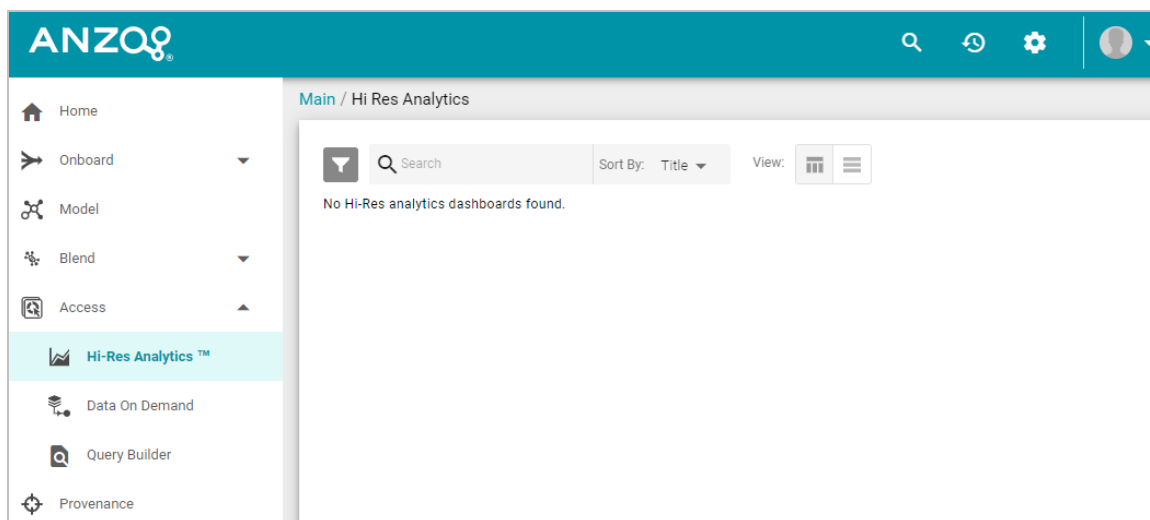 ANZO®
Main / Hi Res Analytics
Home
Onboard
Model
Blend
Access
Hi-Res Analytics ™
Data On Demand
Query Builder
Provenance
Search
Sort By: Title
View:
No Hi-Res analytics dashboards found.